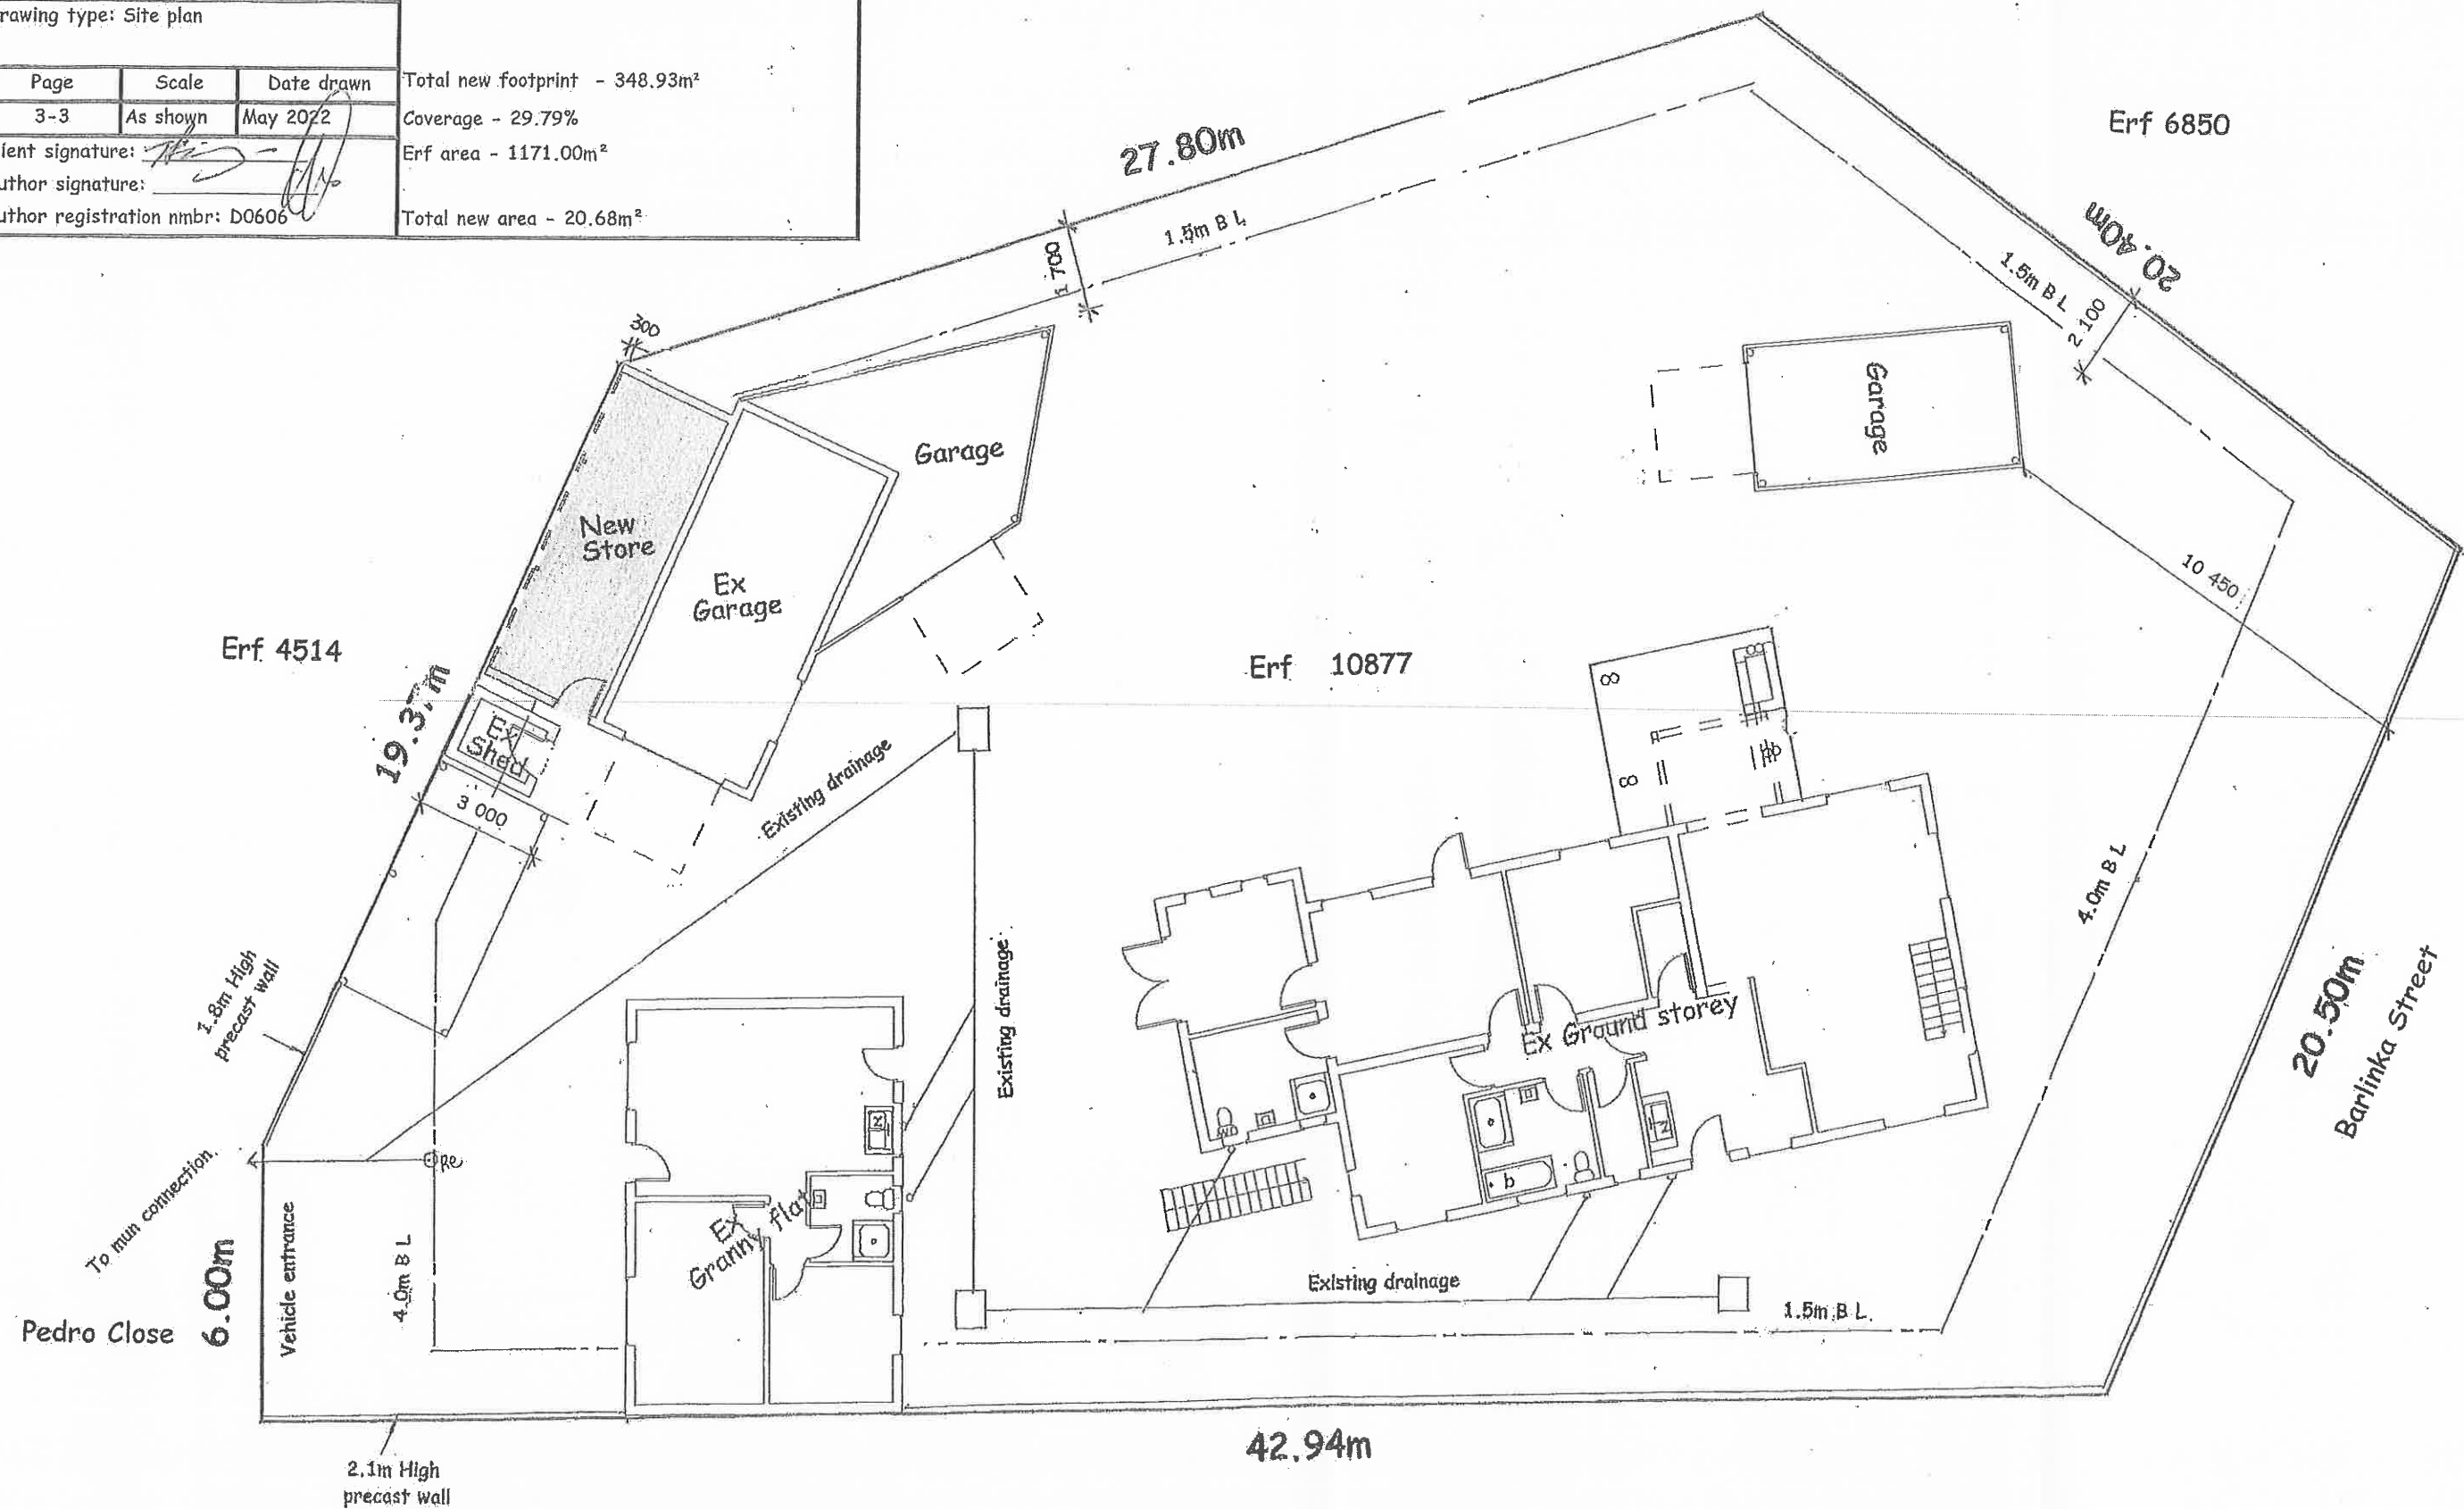 rawing type: Site plan
Page Scale Date drawn
3-3 As shown May 2022
ient signature:
uthor signature:
uthor registration nmbr: D0606
Total new footprint - 348.93m²
Coverage - 29.79%
Erf area - 1171.00m²
Total new area - 20.68m²
Erf 6850
27.80m
1.5m B L
1 700
300
20.40m
1.5m B L
2 100
Garage
Garage
New
Store
Ex
Garage
10 450
Erf 4514
Erf 10877
19.37m
Ex
Shed
3 000
Existing drainage
4.0m B L
1.8m High
precast wall
Existing drainage
Ex Ground storey
20.50m
Barlinka Street
To mun connection
Re
Vehicle entrance
4.0m B L
Ex
Granny flat
b
Existing drainage
1.5m B L
Pedro Close
6.00m
42.94m
2.1m High
precast wall